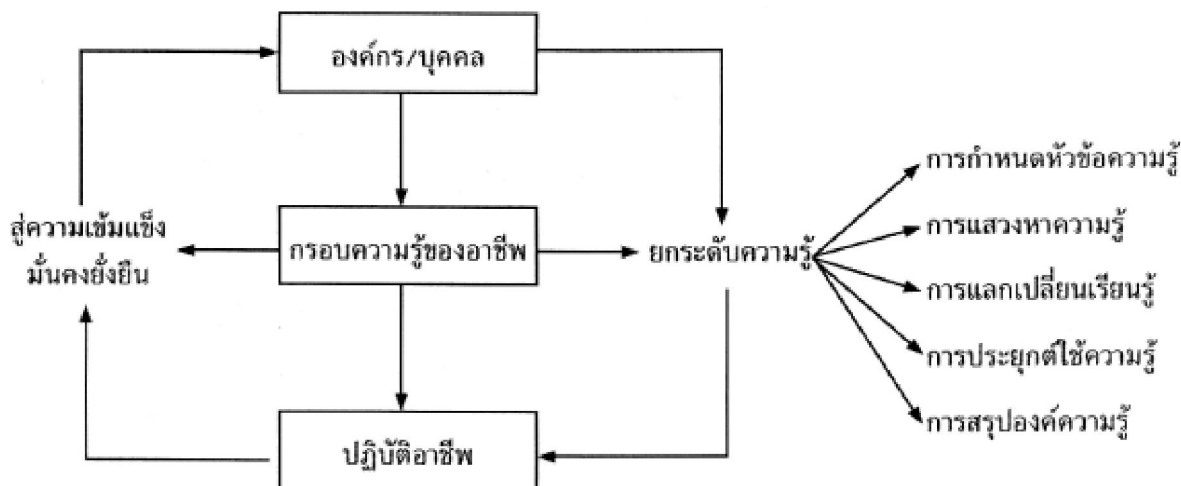 องค์กร/บุคคล
สู่ความเข้มแข็ง
มั่นคงยั่งยืน
กรอบความรู้ของอาชีพ
ยกระดับความรู้
การกำหนดหัวข้อความรู้
การแสวงหาความรู้
การแลกเปลี่ยนเรียนรู้
การประยุกต์ใช้ความรู้
การสรุปองค์ความรู้
ปฏิบัติอาชีพ